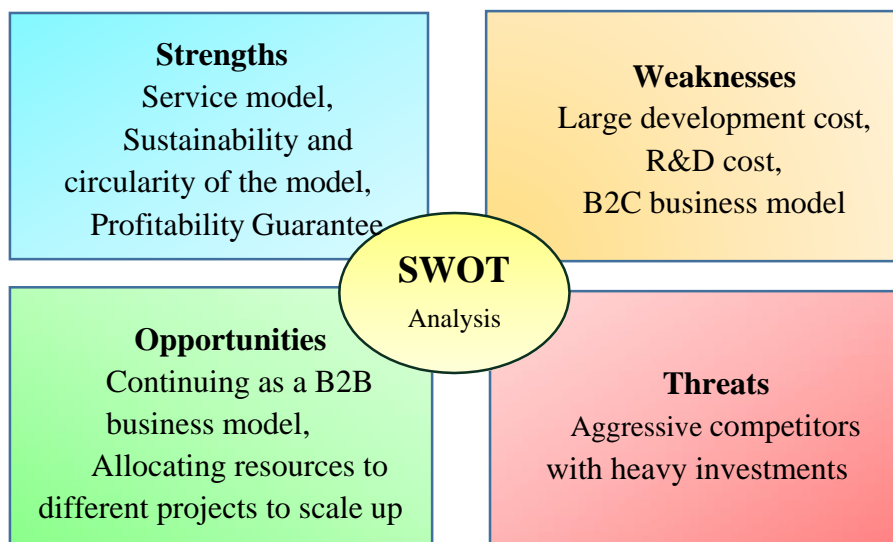 Strengths
Service model,
Sustainability and
circularity of the model,
Profitability Guarantee
Weaknesses
Large development cost,
R&D cost,
B2C business model
SWOT
Analysis
Opportunities
Continuing as a B2B
business model,
Allocating resources to
different projects to scale up
Threats
Aggressive competitors
with heavy investments